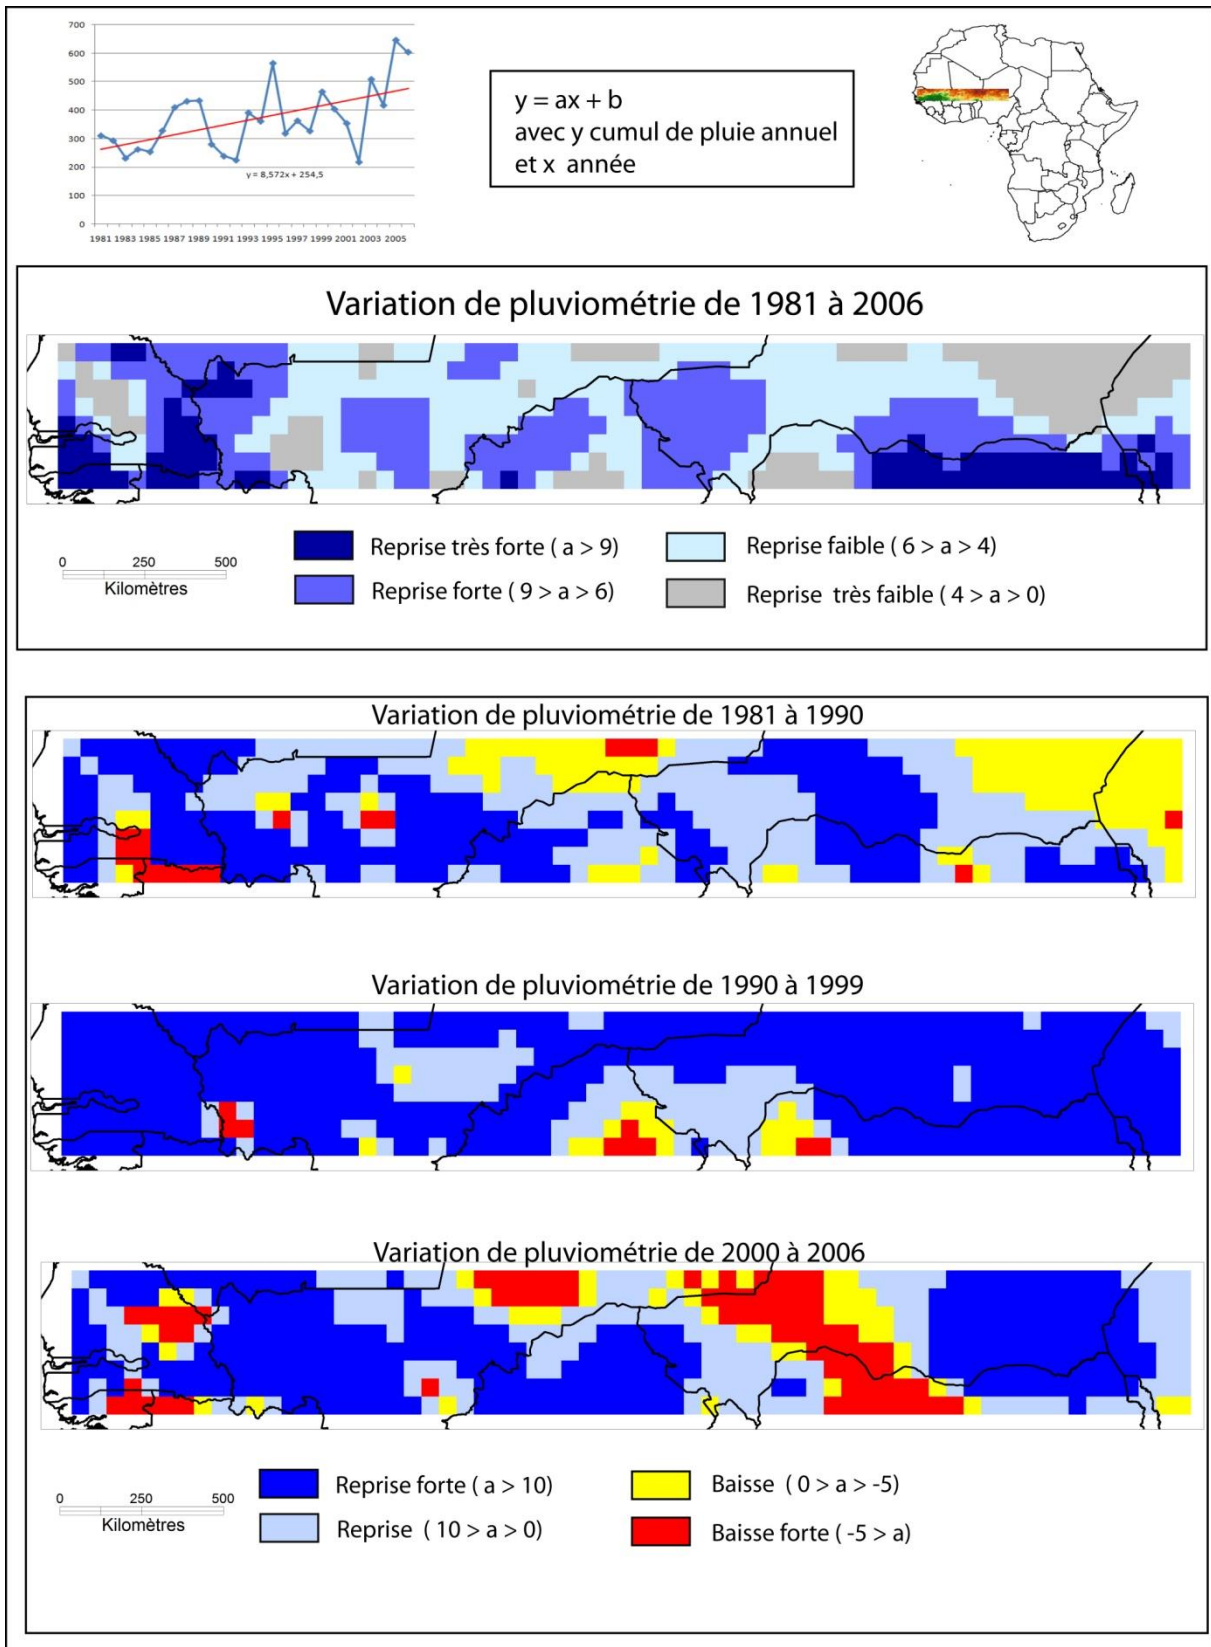 700
600
500
400
300
200
100
0
y = 8,572x + 254,5
1981 1983 1985 1987 1989 1991 1993 1995 1997 1999 2001 2003 2005
y = ax + b
avec y cumul de pluie annuel
et x année
Variation de pluviométrie de 1981 à 2006
0 250 500
Kilomètres
Reprise très forte ( a > 9)
Reprise forte ( 9 > a > 6)
Reprise faible ( 6 > a > 4)
Reprise très faible ( 4 > a > 0)
Variation de pluviométrie de 1981 à 1990
Variation de pluviométrie de 1990 à 1999
Variation de pluviométrie de 2000 à 2006
0 250 500
Kilomètres
Reprise forte ( a > 10)
Reprise ( 10 > a > 0)
Baisse ( 0 > a > -5)
Baisse forte ( -5 > a)